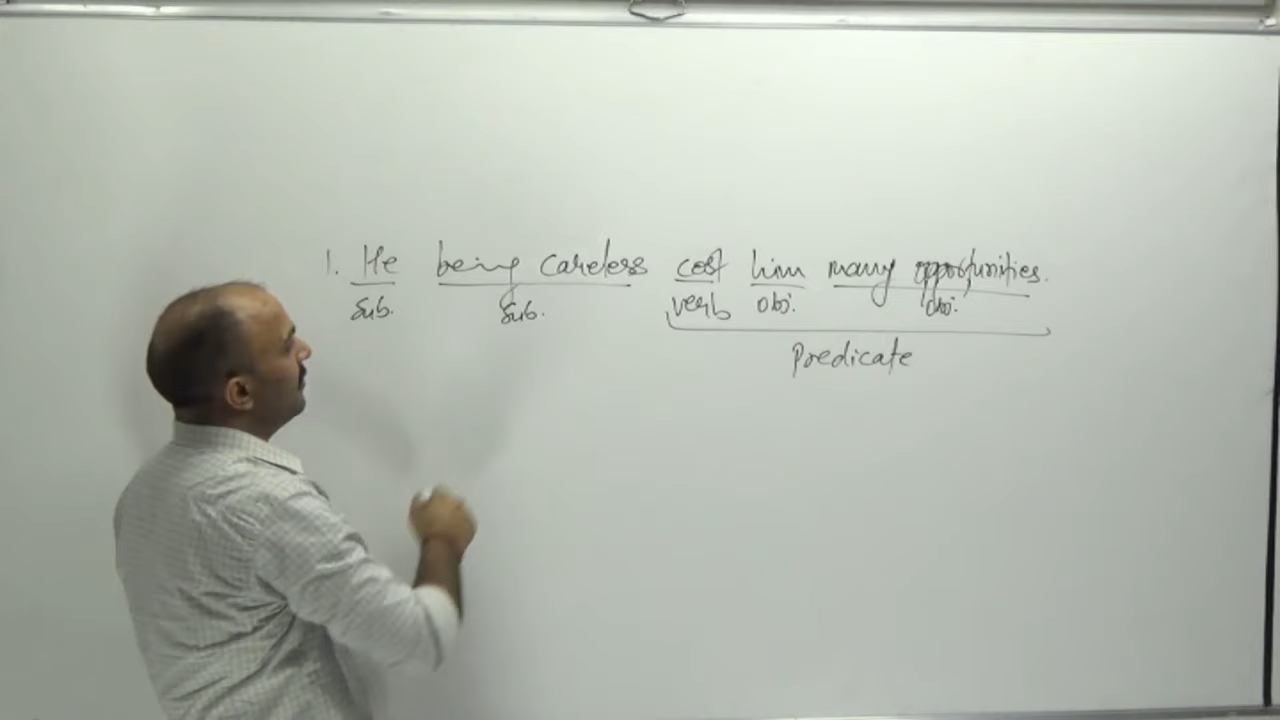 1. He being careless cost him many opportunities.
Sub. Sub. verb obj. obj.
Predicate